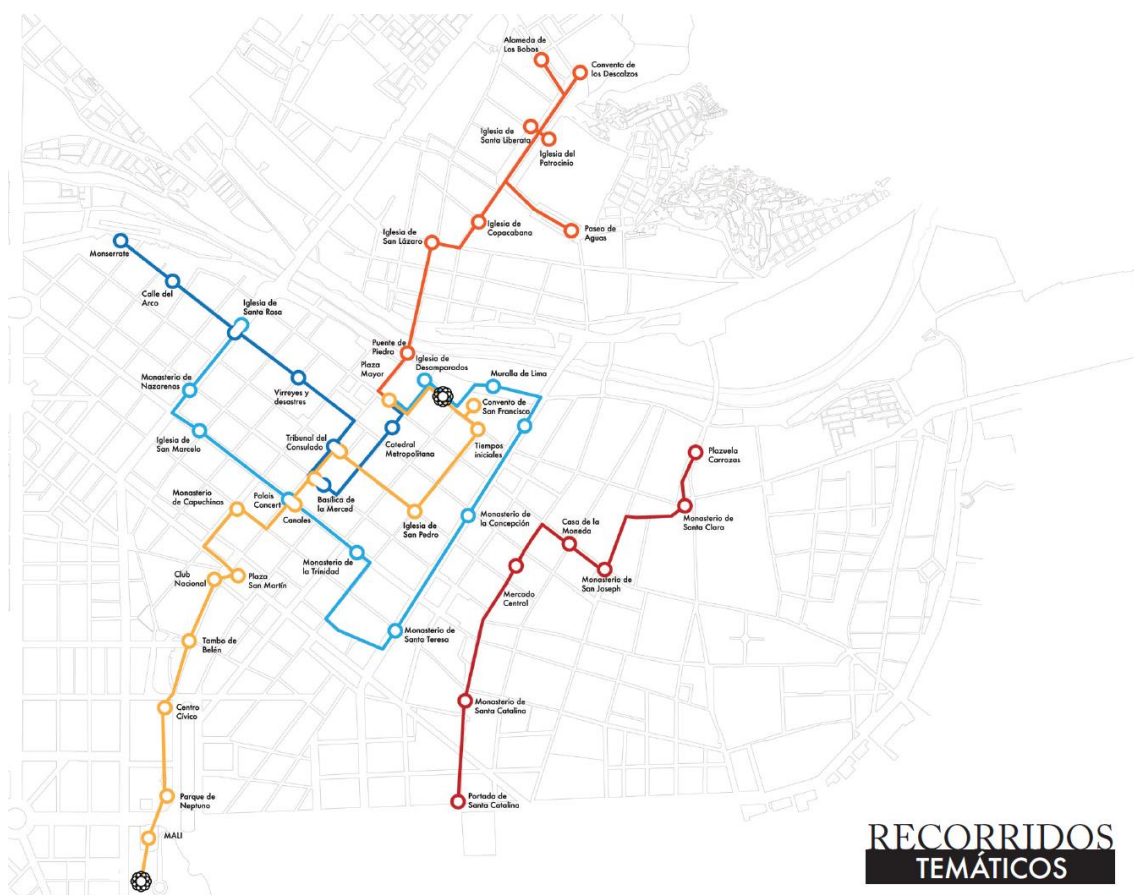 Alameda de
Los Bobos
Convento de
los Descalzos
Iglesia de
Santa Liberata
Iglesia del
Patrocinio
Iglesia de
Copacabana
Paseo de
Aguas
Iglesia de
San Lázaro
Monserrate
Calle del
Arco
Iglesia de
Santa Rosa
Puente de
Piedra
Plaza
Mayor
Iglesia de
Desamparados
Muralla de Lima
Monasterio de
Nazarenas
Virreyes y
desastres
Convento de
San Francisco
Iglesia de
San Marcelo
Tribunal del
Consulado
Catedral
Metropolitana
Tiempos
iniciales
Plazuela
Carrozas
Monasterio
de Capuchinas
Palais
Concert
Canales
Basílica de
la Merced
Iglesia de
San Pedro
Monasterio de
la Concepción
Casa de la
Moneda
Monasterio de
Santa Clara
Club
Nacional
Plaza
San Martín
Monasterio de
la Trinidad
Mercado
Central
Monasterio de
San Joseph
Tambo de
Belén
Monasterio de
Santa Teresa
Centro
Cívico
Monasterio de
Santa Catalina
Parque de
Neptuno
Portada de
Santa Catalina
MALI
RECORRIDOS
TEMÁTICOS